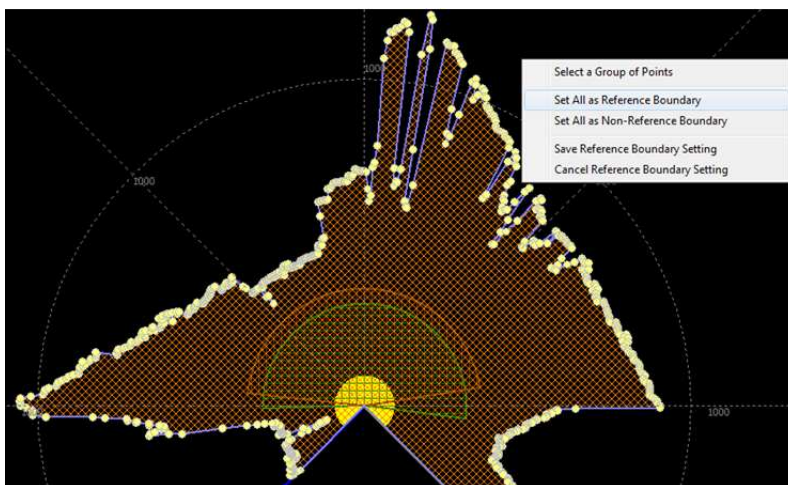 1000
Select a Group of Points
Set All as Reference Boundary
Set All as Non-Reference Boundary
Save Reference Boundary Setting
Cancel Reference Boundary Setting
1000
1000